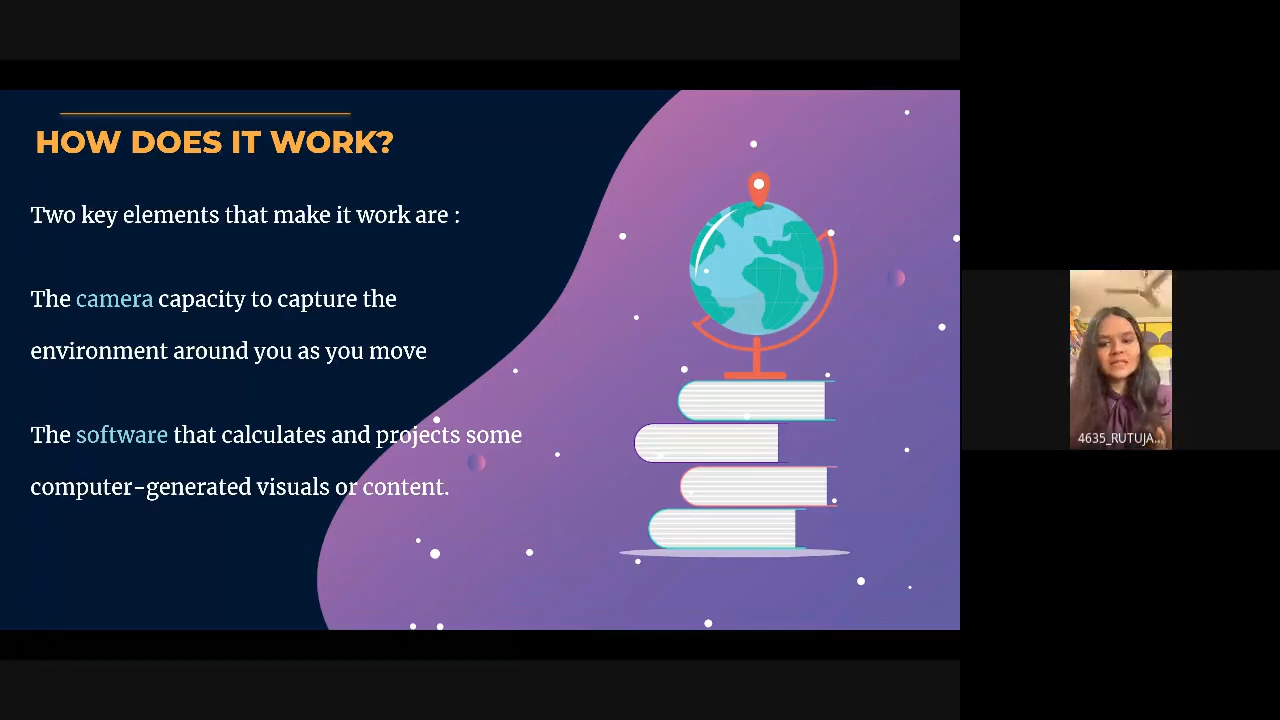 HOW DOES IT WORK?
Two key elements that make it work are :
The camera capacity to capture the
environment around you as you move
The software that calculates and projects some
computer-generated visuals or content.
4635_RUTUJA...